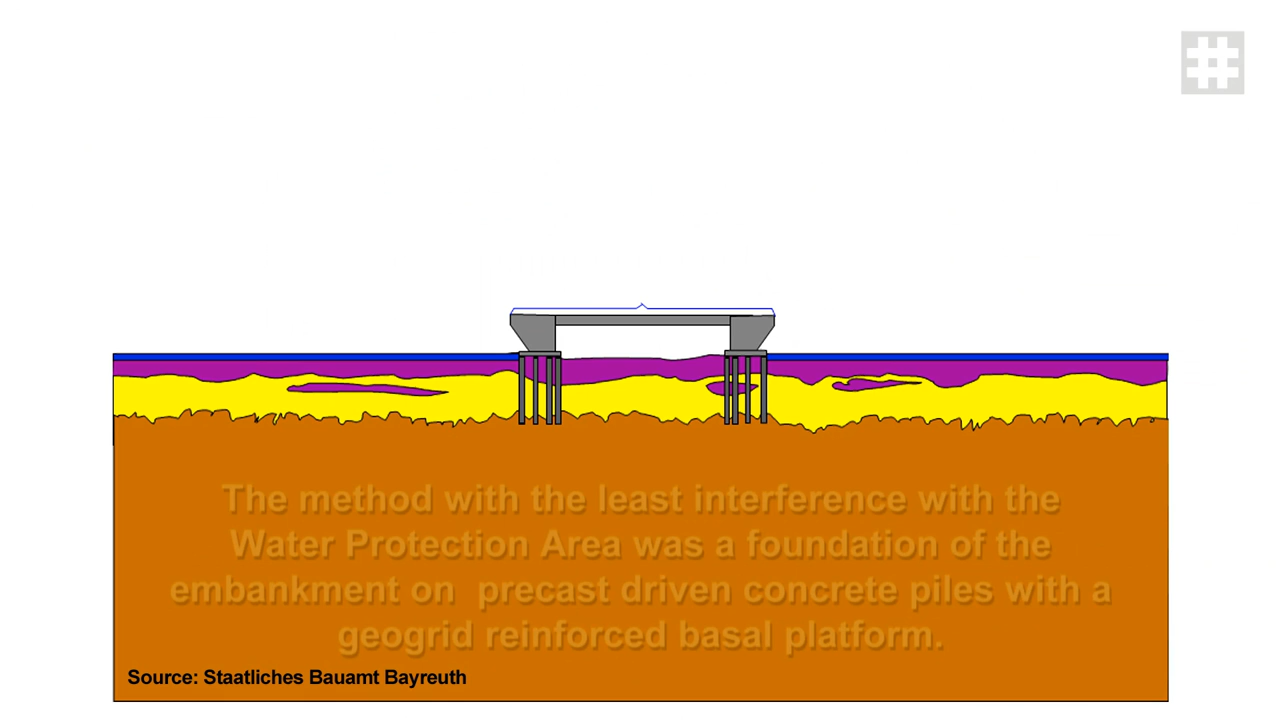 The method with the least interference with the
Water Protection Area was a foundation of the
embankment on  precast driven concrete piles with a
geogrid reinforced basal platform.
Source: Staatliches Bauamt Bayreuth